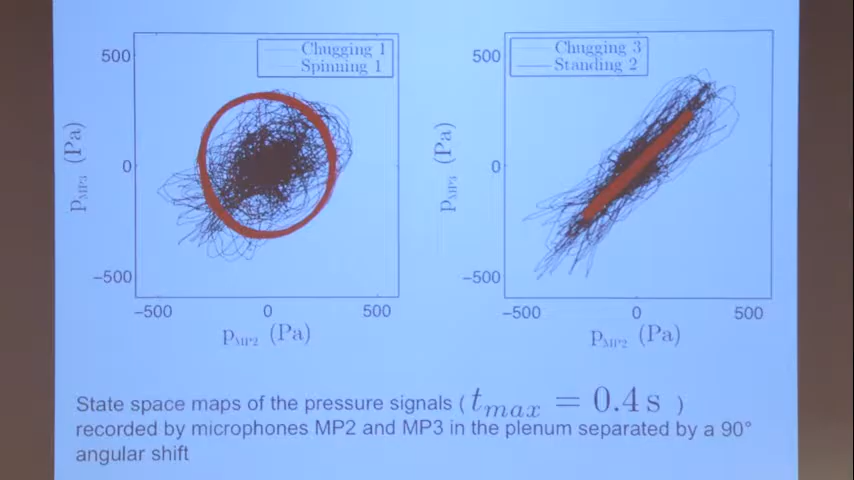 500
Chugging 1
Spinning 1
p_MP3 (Pa)
0
−500
−500 0 500
p_MP2 (Pa)
500
Chugging 3
Standing 2
p_MP3 (Pa)
0
−500
−500 0 500
p_MP2 (Pa)
State space maps of the pressure signals ( t_max = 0.4 s )
recorded by microphones MP2 and MP3 in the plenum separated by a 90°
angular shift